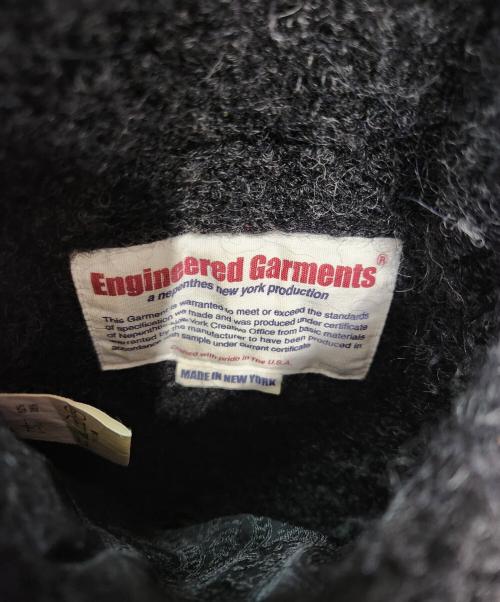 Engineered Garments®
a nepenthes new york production
This Garment is warranted to meet or exceed the standards
of specification we made and was produced under certificate
of Nepenthes New York Creative Office from basic materials
warranted by the manufacturer to have been produced in
accordance sample under current certificate
with pride in The U.S.A.
MADE IN NEW YORK